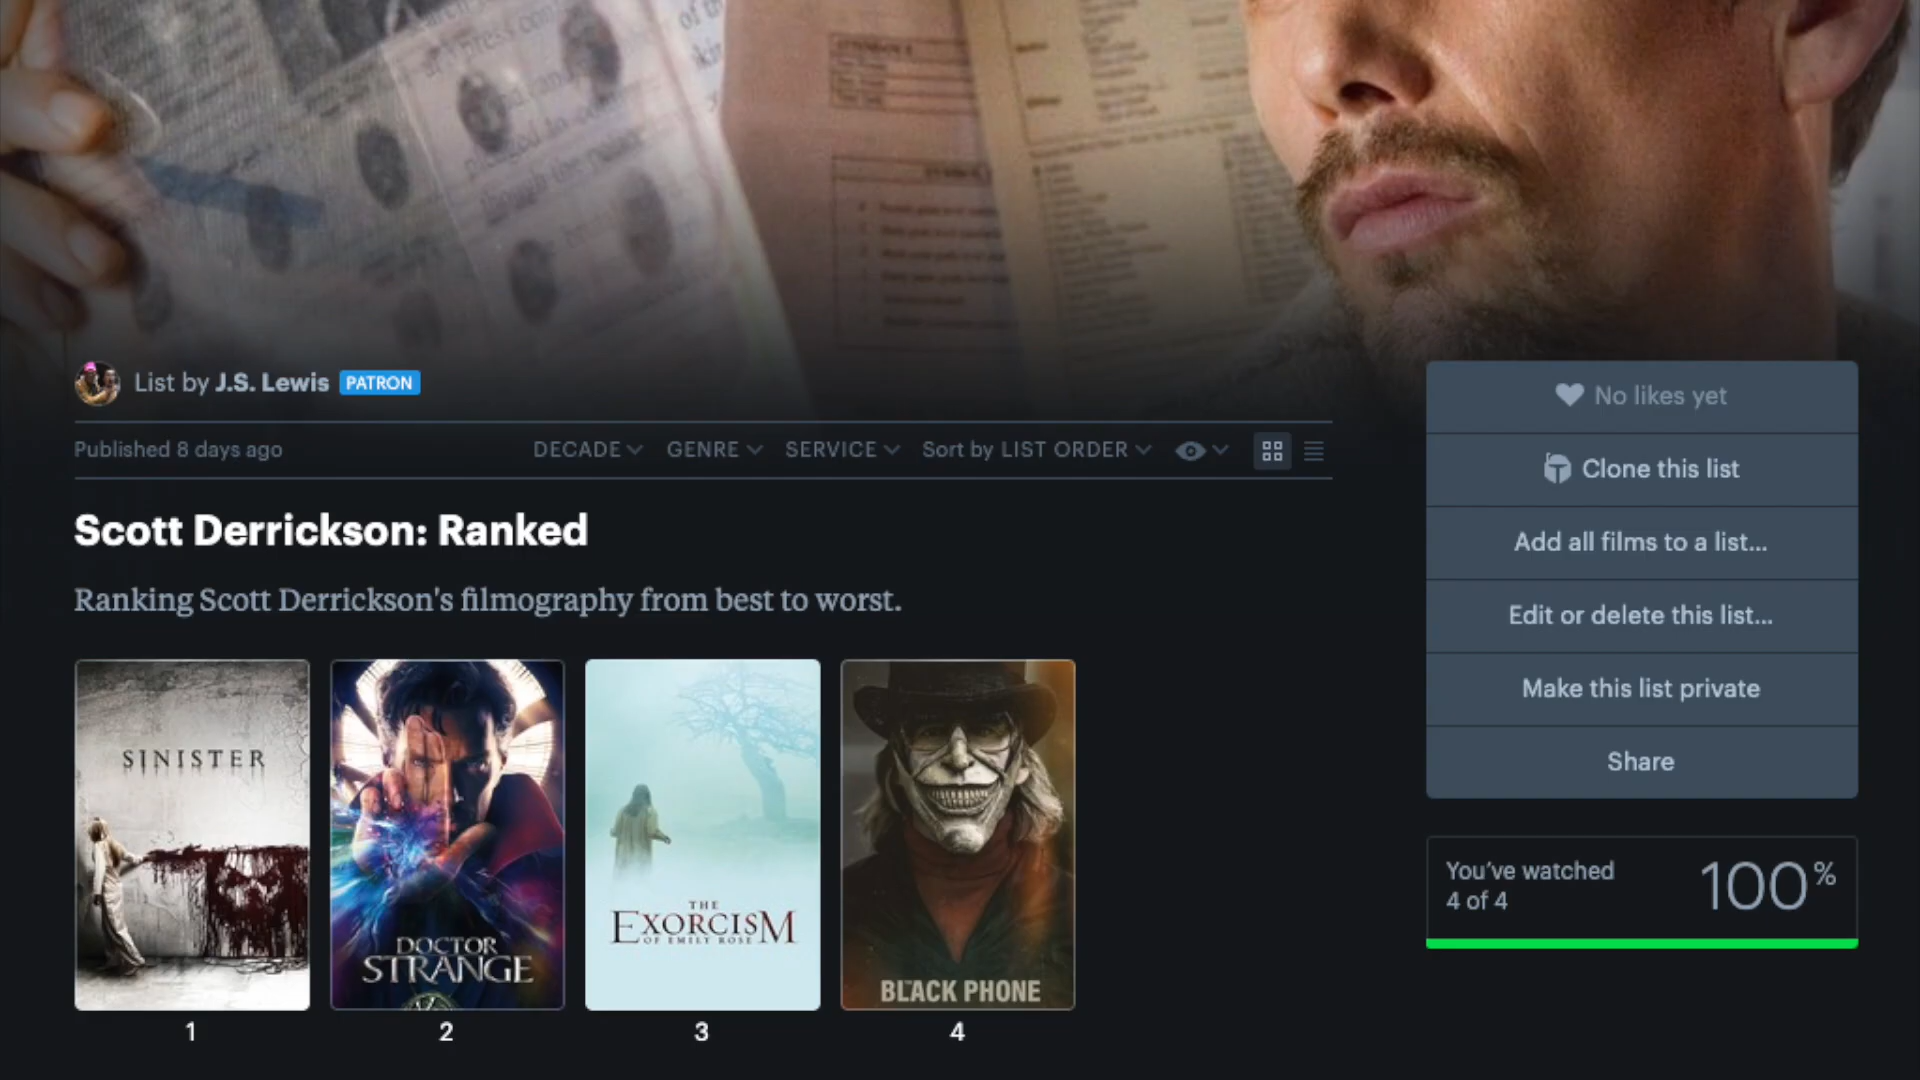 List by J.S. Lewis PATRON
Published 8 days ago DECADE GENRE SERVICE Sort by LIST ORDER
Scott Derrickson: Ranked
Ranking Scott Derrickson's filmography from best to worst.
SINISTER
DOCTOR
STRANGE
THE
EXORCISM
OF EMILY ROSE
BLACK PHONE
1
2
3
4
No likes yet
Clone this list
Add all films to a list...
Edit or delete this list...
Make this list private
Share
You've watched
4 of 4
100%